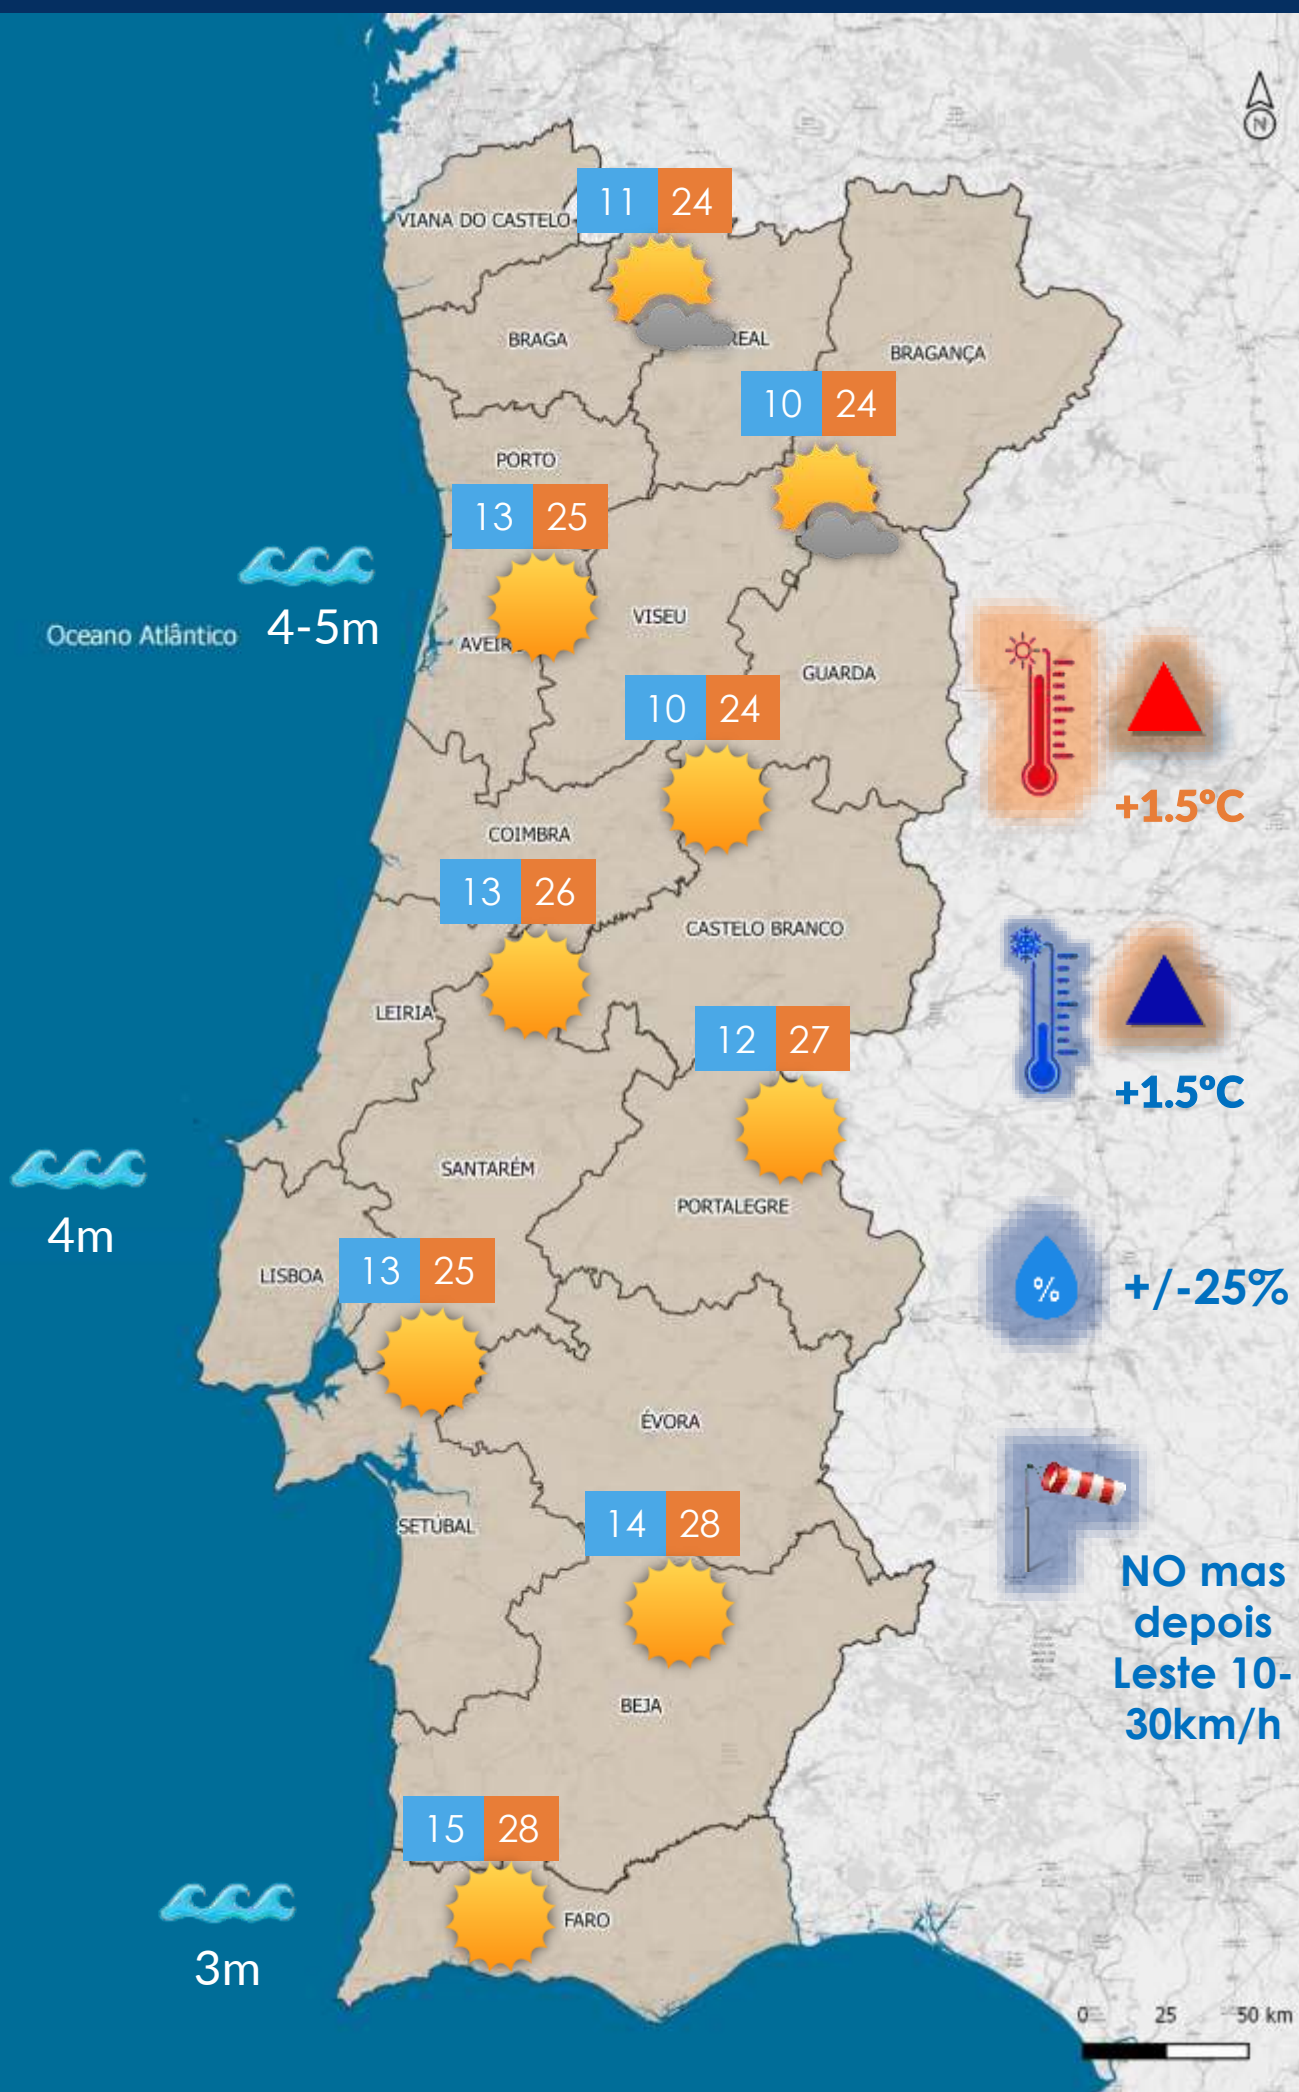 N
11 24
VIANA DO CASTELO
BRAGA
REAL
BRAGANÇA
10 24
PORTO
13 25
4-5m
Oceano Atlântico
AVEIR
VISEU
GUARDA
10 24
+1.5ºC
COIMBRA
13 26
CASTELO BRANCO
LEIRIA
12 27
+1.5ºC
SANTARÉM
PORTALEGRE
4m
LISBOA
13 25
%
+/-25%
ÉVORA
SETÚBAL
14 28
NO mas
depois
Leste 10-
30km/h
BEJA
15 28
FARO
3m
0 25 50 km